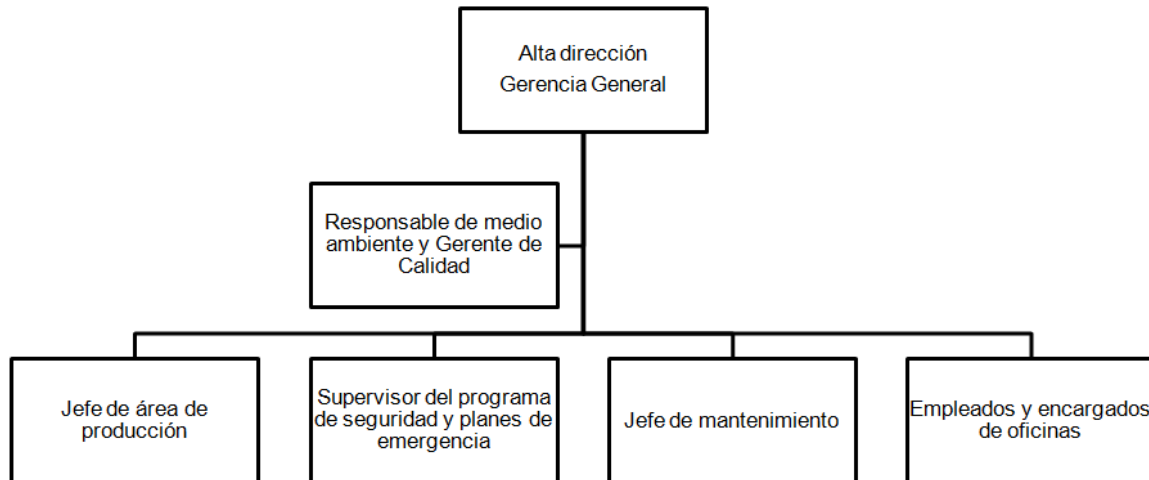 Alta dirección
Gerencia General
Responsable de medio
ambiente y Gerente de
Calidad
Jefe de área de
producción
Supervisor del programa
de seguridad y planes de
emergencia
Jefe de mantenimiento
Empleados y encargados
de oficinas